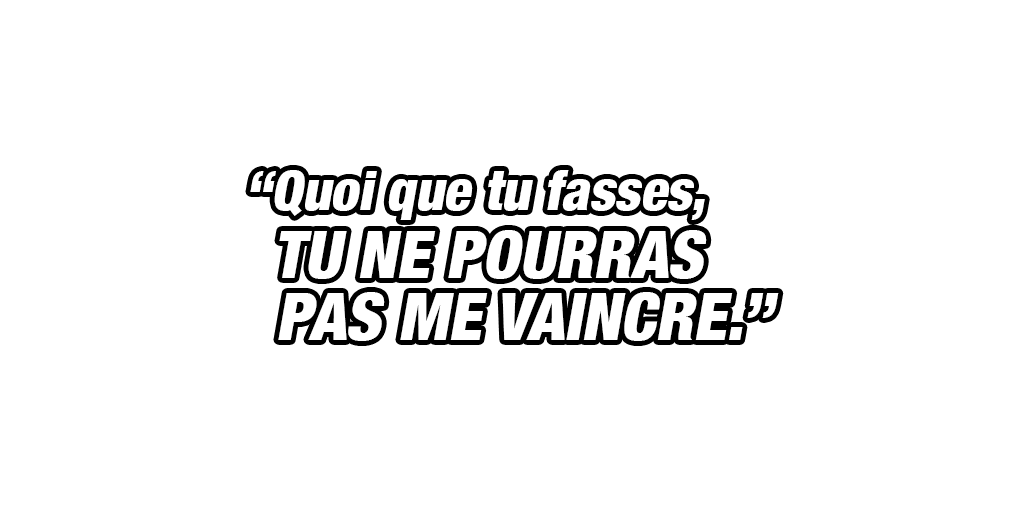 “Quoi que tu fasses,
TU NE POURRAS
PAS ME VAINCRE.”